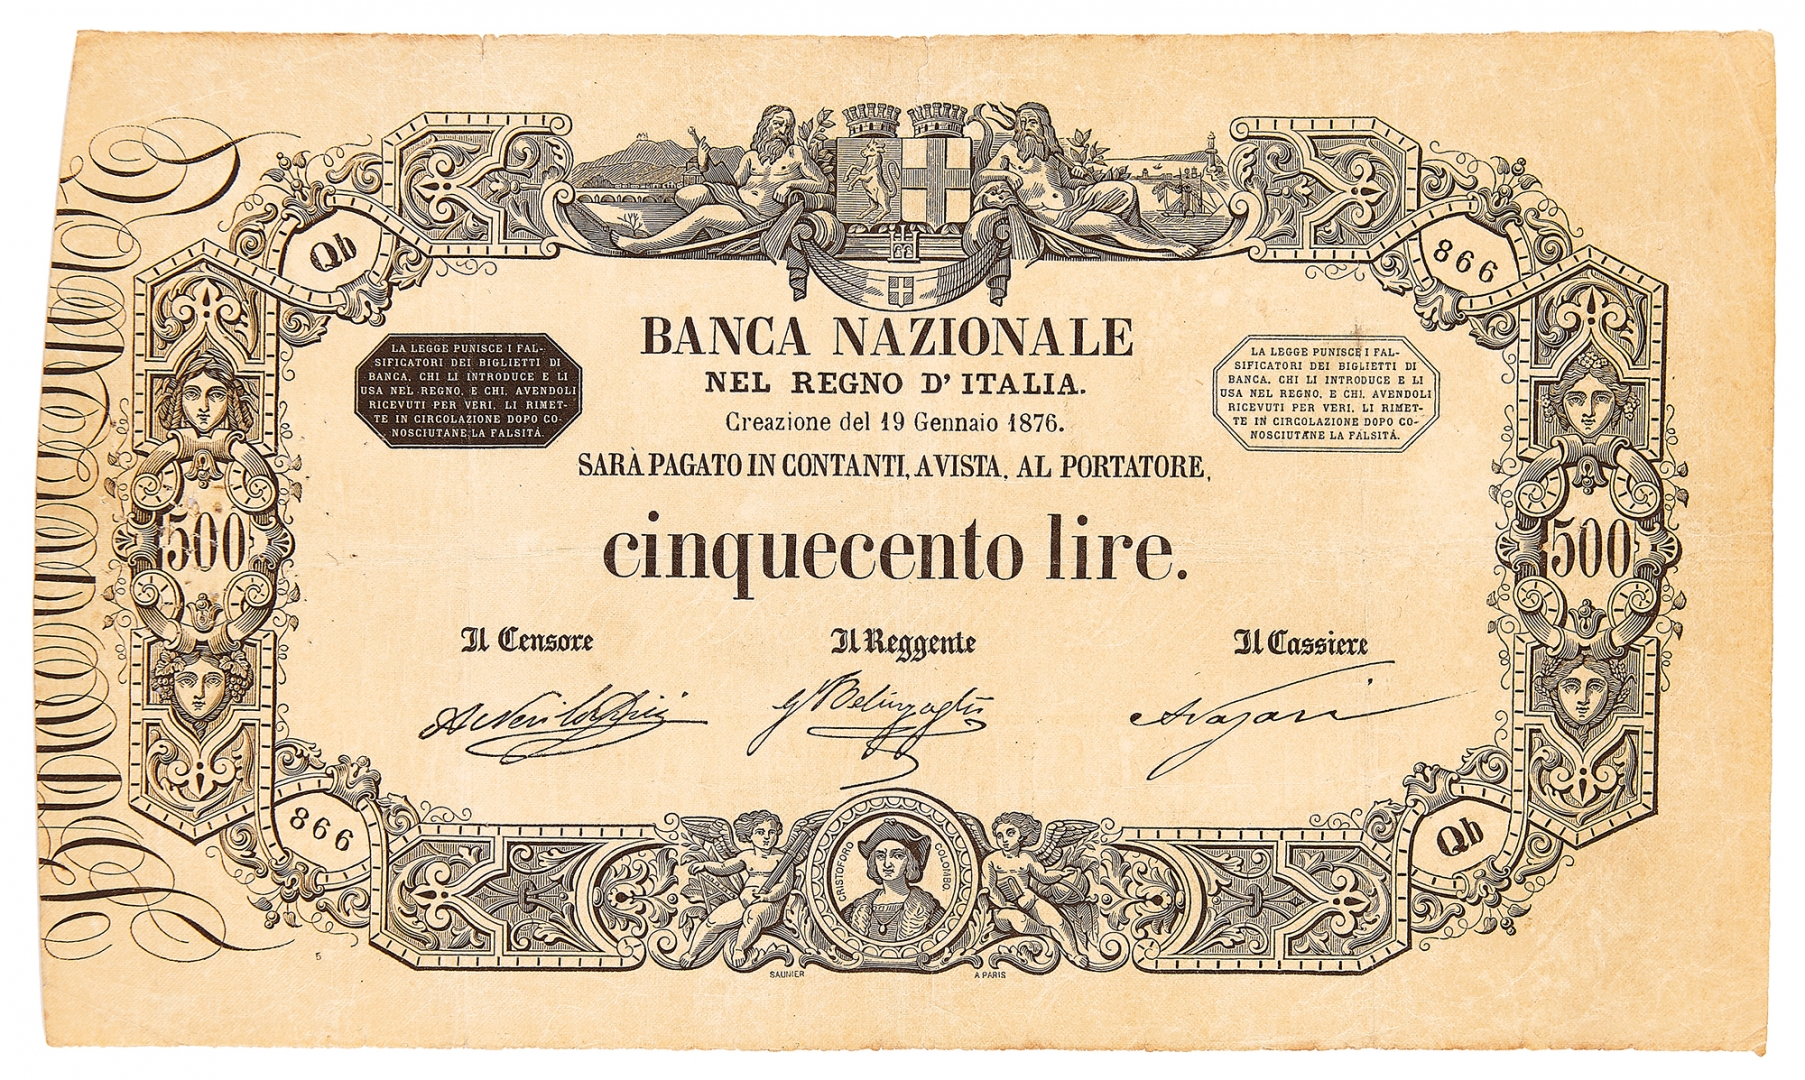 Qb
866
BANCA NAZIONALE
NEL REGNO D'ITALIA.
Creazione del 19 Gennaio 1876.
LA LEGGE PUNISCE I FAL-
SIFICATORI DEI BIGLIETTI DI
BANCA, CHI LI INTRODUCE E LI
USA NEL REGNO, E CHI, AVENDOLI
RICEVUTI PER VERI, LI RIMET-
TE IN CIRCOLAZIONE DOPO CO-
NOSCIUTANE LA FALSITÁ.
LA LEGGE PUNISCE I FAL-
SIFICATORI DEI BIGLIETTI DI
BANCA, CHI LI INTRODUCE E LI
USA NEL REGNO, E CHI, AVENDOLI
RICEVUTI PER VERI, LI RIMET-
TE IN CIRCOLAZIONE DOPO CO-
NOSCIUTANE LA FALSITÁ.
SARÀ PAGATO IN CONTANTI, A VISTA, AL PORTATORE,
500
cinquecento lire.
500
Il Censore
Il Reggente
Il Cassiere
866
Qb
CRISTOFORO COLOMBO.
SAUNIER
A PARIS
5